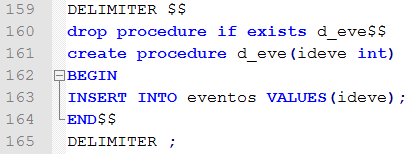 159 DELIMITER $$
160 drop procedure if exists d_eve$$
161 create procedure d_eve(ideve int)
162 BEGIN
163 INSERT INTO eventos VALUES(ideve);
164 END$$
165 DELIMITER ;